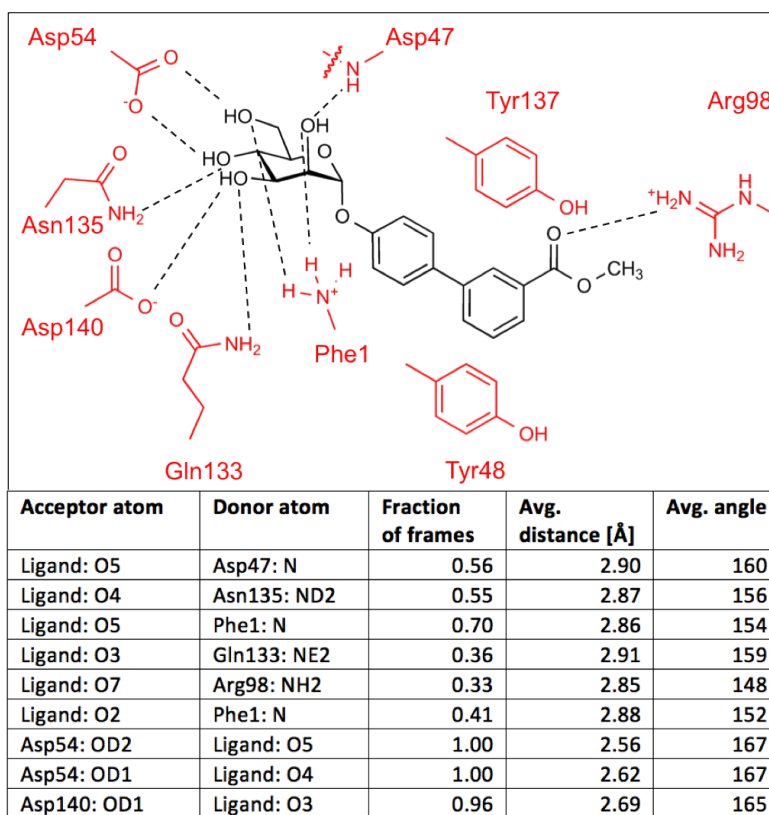 Asp54
Asp47
Tyr137
Arg98
O
-O
N
H
HO
OH
O
HO
HO
O
OH
O
O
CH3
+H2N
H
N
NH2
O
NH2
Asn135
O
O-
Asp140
H
H
H
N+
Phe1
O
NH2
Gln133
OH
Tyr48
Acceptor atom Donor atom Fraction of frames Avg. distance [Å] Avg. angle
Ligand: O5 Asp47: N 0.56 2.90 160
Ligand: O4 Asn135: ND2 0.55 2.87 156
Ligand: O5 Phe1: N 0.70 2.86 154
Ligand: O3 Gln133: NE2 0.36 2.91 159
Ligand: O7 Arg98: NH2 0.33 2.85 148
Ligand: O2 Phe1: N 0.41 2.88 152
Asp54: OD2 Ligand: O5 1.00 2.56 167
Asp54: OD1 Ligand: O4 1.00 2.62 167
Asp140: OD1 Ligand: O3 0.96 2.69 165